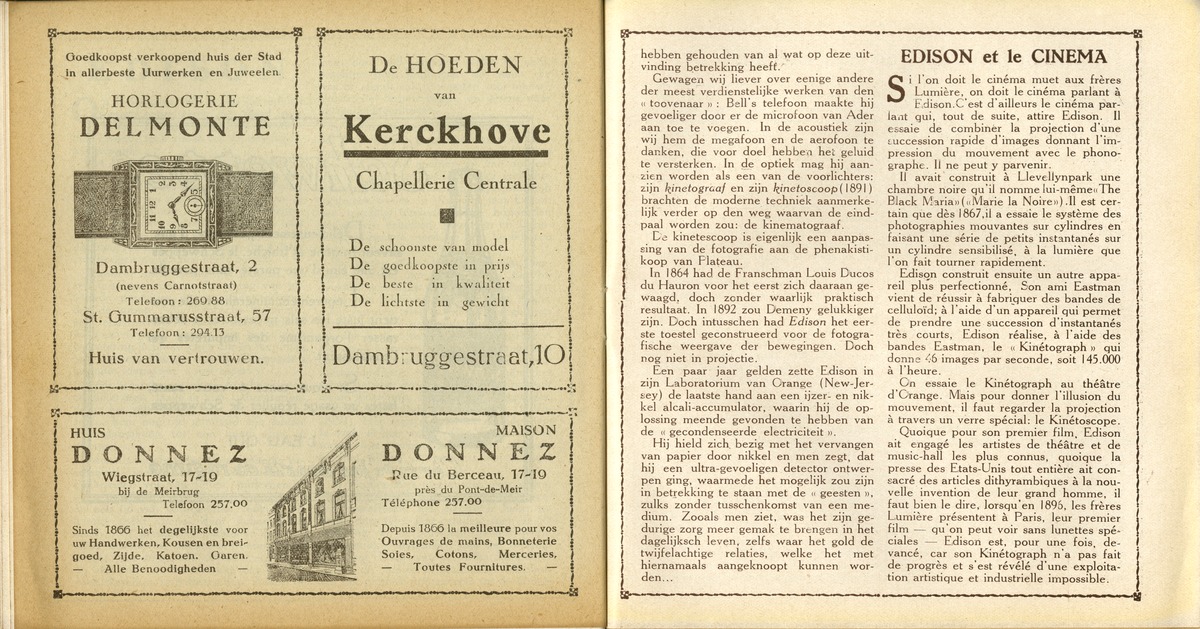 Goedkoopst verkoopend huis der Stad
in allerbeste Uurwerken en Juweelen
HORLOGERIE
DELMONTE
Dambruggestraat, 2
(nevens Carnotstraat)
Telefoon: 269.88
St. Gummarusstraat, 57
Telefoon: 294.13
Huis van vertrouwen.
De HOEDEN
van
Kerckhove
Chapellerie Centrale
De schoonste van model
De goedkoopste in prijs
De beste in kwaliteit
De lichtste in gewicht
Dambruggestraat,10
HUIS
DONNEZ
Wiegstraat, 17-19
bij de Meirbrug
Telefoon 257.00
Sinds 1866 het degelijkste voor
uw Handwerken, Kousen en brei-
goed, Zijde, Katoen, Garen.
— Alle Benoodigheden —
MAISON
DONNEZ
Rue du Berceau, 17-19
près du Pont-de-Meir
Téléphone 257.00
Depuis 1866 la meilleure pour vos
Ouvrages de mains, Bonneterie
Soies, Cotons, Merceries,
— Toutes Fournitures. —
hebben gehouden van al wat op deze uit-
vinding betrekking heeft.
Gewagen wij liever over eenige andere
der meest verdienstelijke werken van den
« toovenaar » : Bell's telefoon maakte hij
gevoeliger door er de microfoon van Ader
aan toe te voegen. In de acoustiek zijn
wij hem de megafoon en de aerofoon te
danken, die voor doel hebben het geluid
te versterken. In de optiek mag hij aan-
zien worden als een van de voorlichters:
zijn kinetograaf en zijn kinetoscoop (1891)
brachten de moderne techniek aanmerke-
lijk verder op den weg waarvan de eind-
paal worden zou: de kinematograaf.
De kinetescoop is eigenlijk een aanpas-
sing van de fotografie aan de phenakisti-
koop van Plateau.
In 1864 had de Franschman Louis Ducos
du Hauron voor het eerst zich daaraan ge-
waagd, doch zonder waarlijk praktisch
resultaat. In 1892 zou Demeny gelukkiger
zijn. Doch intusschen had Edison het eer-
ste toestel geconstrueerd voor de fotogra-
fische weergave der bewegingen. Doch
nog niet in projectie.
Een paar jaar gelden zette Edison in
zijn Laboratorium van Orange (New-Jer-
sey) de laatste hand aan een ijzer- en nik-
kel alcali-accumulator, waarin hij de op-
lossing meende gevonden te hebben van
de « gecondenseerde electriciteit ».
Hij hield zich bezig met het vervangen
van papier door nikkel en men zegt, dat
hij een ultra-gevoeligen detector ontwer-
pen ging, waarmede het mogelijk zou zijn
in betrekking te staan met de « geesten »,
zulks zonder tusschenkomst van een me-
dium. Zooals men ziet, was het zijn ge-
durige zorg meer gemak te brengen in het
dagelijksch leven, zelfs waar het gold de
twijfelachtige relaties, welke het met
hiernamaals aangeknoopt kunnen wor-
den...
EDISON et le CINEMA
Si l'on doit le cinéma muet aux frères
Lumière, on doit le cinéma parlant à
Edison. C'est d'ailleurs le cinéma par-
lant qui, tout de suite, attire Edison. Il
essaie de combiner la projection d'une
succession rapide d'images donnant l'im-
pression du mouvement avec le phono-
graphe. Il ne peut y parvenir.
Il avait construit à Llevellynpark une
chambre noire qu'il nomme lui-même «The
Black Maria» («Marie la Noire»). Il est cer-
tain que dès 1867, il a essaie le système des
photographies mouvantes sur cylindres en
faisant une série de petits instantanés sur
un cylindre sensibilisé, à la lumière que
l'on fait tourner rapidement.
Edison construit ensuite un autre appa-
reil plus perfectionné. Son ami Eastman
vient de réussir à fabriquer des bandes de
celluloïd; à l'aide d'un appareil qui permet
de prendre une succession d'instantanés
très courts, Edison réalise, à l'aide des
bandes Eastman, le « Kinétograph » qui
donne 46 images par seconde, soit 145.000
à l'heure.
On essaie le Kinétograph au théâtre
d'Orange. Mais pour donner l'illusion du
mouvement, il faut regarder la projection
à travers un verre spécial: le Kinétoscope.
Quoique pour son premier film, Edison
ait engagé les artistes de théâtre et de
music-hall les plus connus, quoique la
presse des Etats-Unis tout entière ait con-
sacré des articles dithyrambiques à la nou-
velle invention de leur grand homme, il
faut bien le dire, lorsqu'en 1895, les frères
Lumière présentent à Paris, leur premier
film — qu'on peut voir sans lunettes spé-
ciales — Edison est, pour une fois, de-
vancé, car son Kinétograph n'a pas fait
de progrès et s'est révélé d'une exploita-
tion artistique et industrielle impossible.